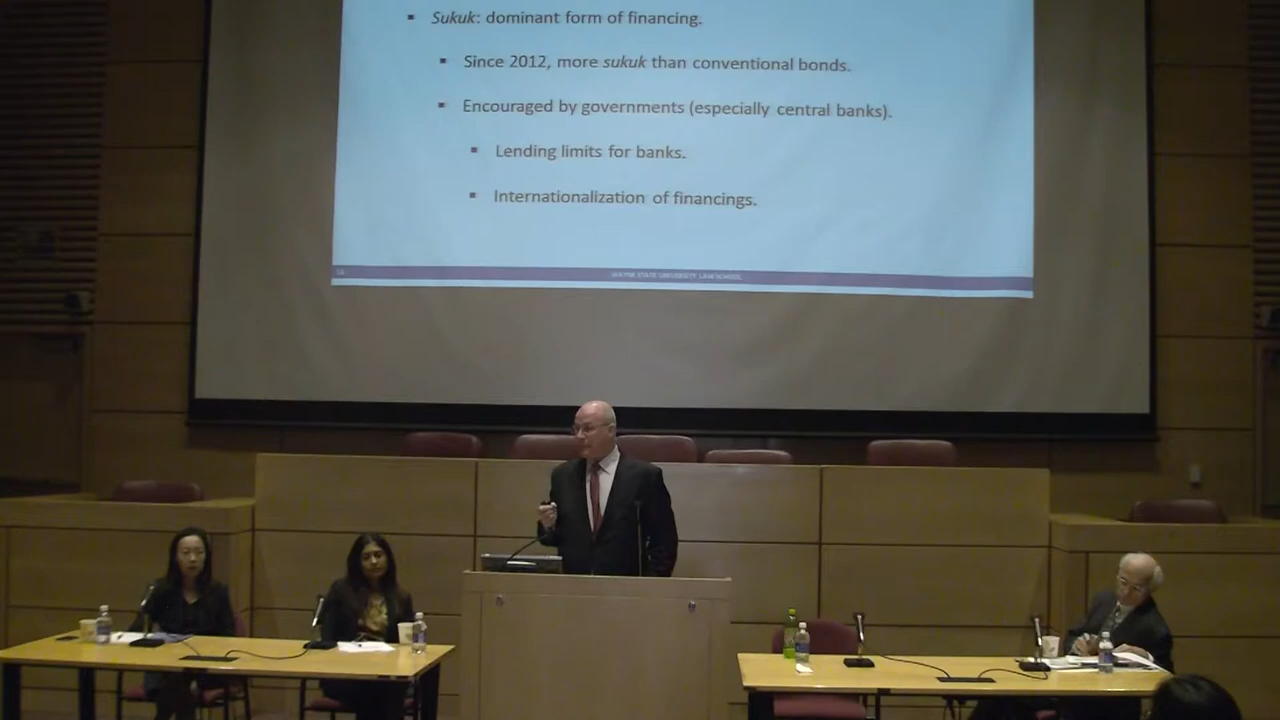 ▪ Sukuk: dominant form of financing.
▪ Since 2012, more sukuk than conventional bonds.
▪ Encouraged by governments (especially central banks).
▪ Lending limits for banks.
▪ Internationalization of financings.
WAYNE STATE UNIVERSITY LAW SCHOOL